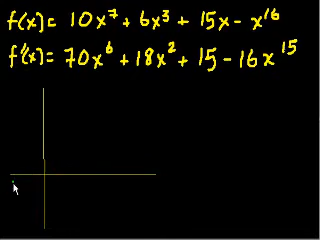 f(x) = 10x⁷ + 6x³ + 15x - x¹⁶
f'(x) = 70x⁶ + 18x² + 15 - 16x¹⁵